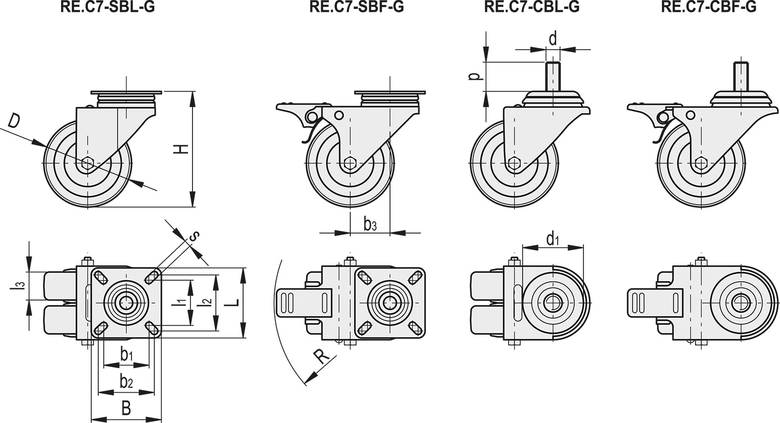 RE.C7-SBL-G
RE.C7-SBF-G
RE.C7-CBL-G
RE.C7-CBF-G
d
p
D
H
b3
s
d1
l3
l1
l2
L
R
b1
b2
B